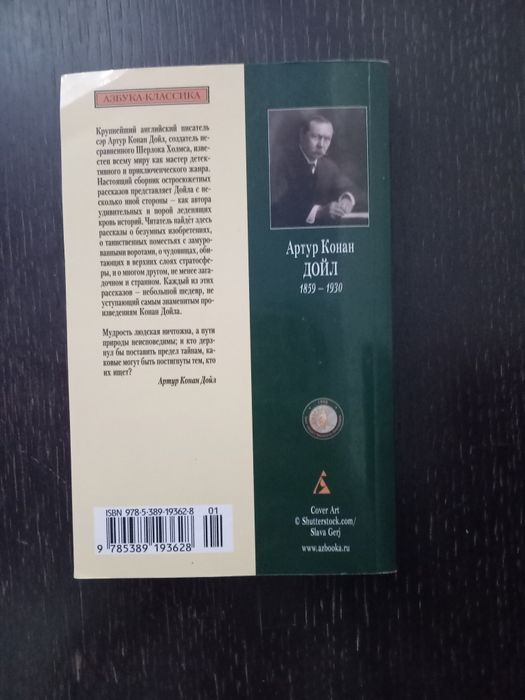 АЗБУКА-КЛАССИКА
Крупнейший английский писатель
сэр Артур Конан Дойл, создатель не-
сравненного Шерлока Холмса, изве-
стен всему миру как мастер детек-
тивного и приключенческого жанра.
Настоящий сборник остросюжетных
рассказов представляет Дойла с не-
сколько иной стороны — как автора
удивительных и порой леденящих
кровь историй. Читатель найдёт здесь
рассказы о безумных изобретениях,
о таинственных поместьях с замуро-
ванными воротами, о чудовищах, оби-
тающих в верхних слоях стратосфе-
ры, и о многом другом, не менее зага-
дочном и странном. Каждый из этих
рассказов — небольшой шедевр, не
уступающий самым знаменитым про-
изведениям Конан Дойла.
Мудрость людская ничтожна, а пути
природы неисповедимы; и кто дерз-
нул бы поставить предел тайнам, ка-
ковые могут быть постигнуты тем, кто
их ищет?
Артур Конан Дойл
ISBN 978-5-389-19362-8
01
9 785389 193628
Артур Конан
ДОЙЛ
1859 – 1930
Cover Art
© Shutterstock.com/
Slava Gerj
www.azbooka.ru